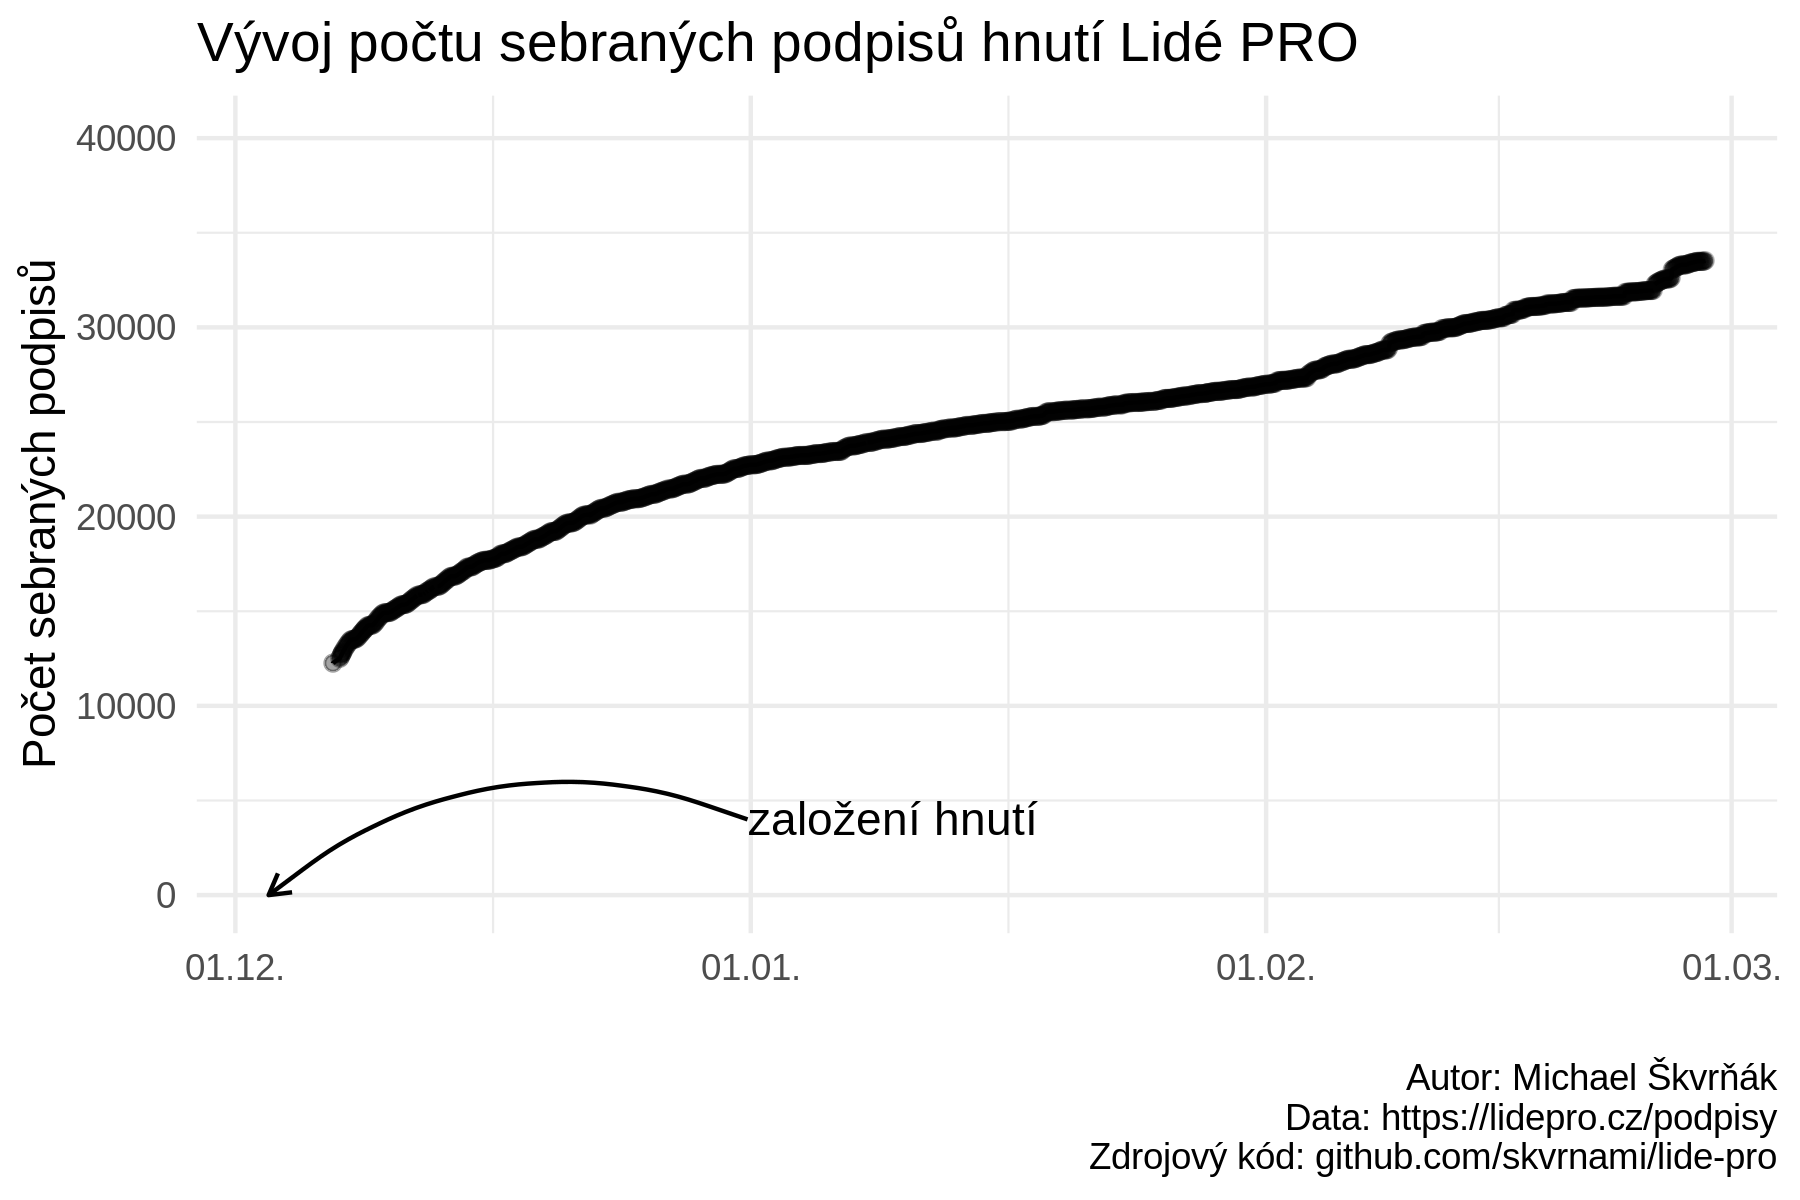 Vývoj počtu sebraných podpisů hnutí Lidé PRO
Počet sebraných podpisů
40000
30000
20000
10000
0
založení hnutí
01.12.
01.01.
01.02.
01.03.
Autor: Michael Škvrňák
Data: https://lidepro.cz/podpisy
Zdrojový kód: github.com/skvrnami/lide-pro